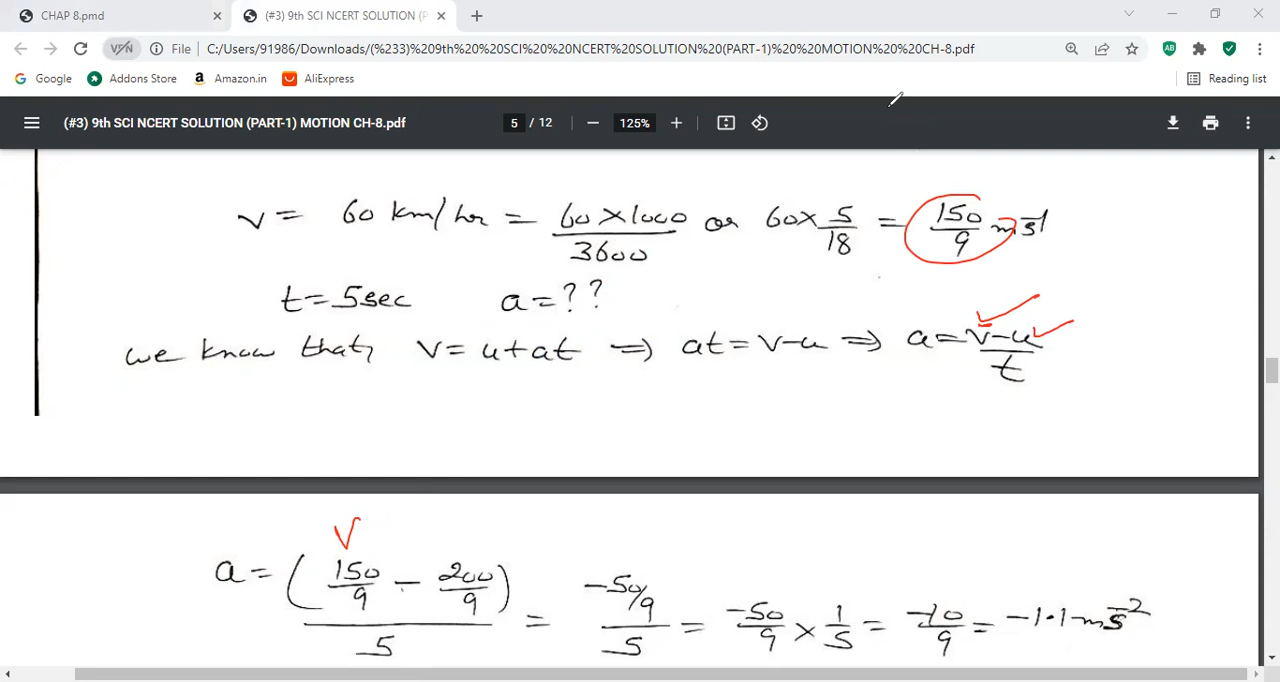 CHAP 8.pmd
(#3) 9th SCI NCERT SOLUTION (P
VPN
File
C:/Users/91986/Downloads/(%233)%209th%20%20SCI%20%20NCERT%20SOLUTION%20(PART-1)%20%20MOTION%20%20CH-8.pdf
Google
Addons Store
Amazon.in
AliExpress
Reading list
(#3) 9th SCI NCERT SOLUTION (PART-1) MOTION CH-8.pdf
5 / 12
125%
v = 60 km/hr = 60×1000/3600 or 60×5/18 = 150/9 ms⁻¹
t = 5sec a = ??
we know that, v = u + at ⇒ at = v-u ⇒ a = v-u/t
v
a = (150/9 - 200/9)/5 = -50/9/5 = -50/9 × 1/5 = -10/9 = -1.1 ms⁻²